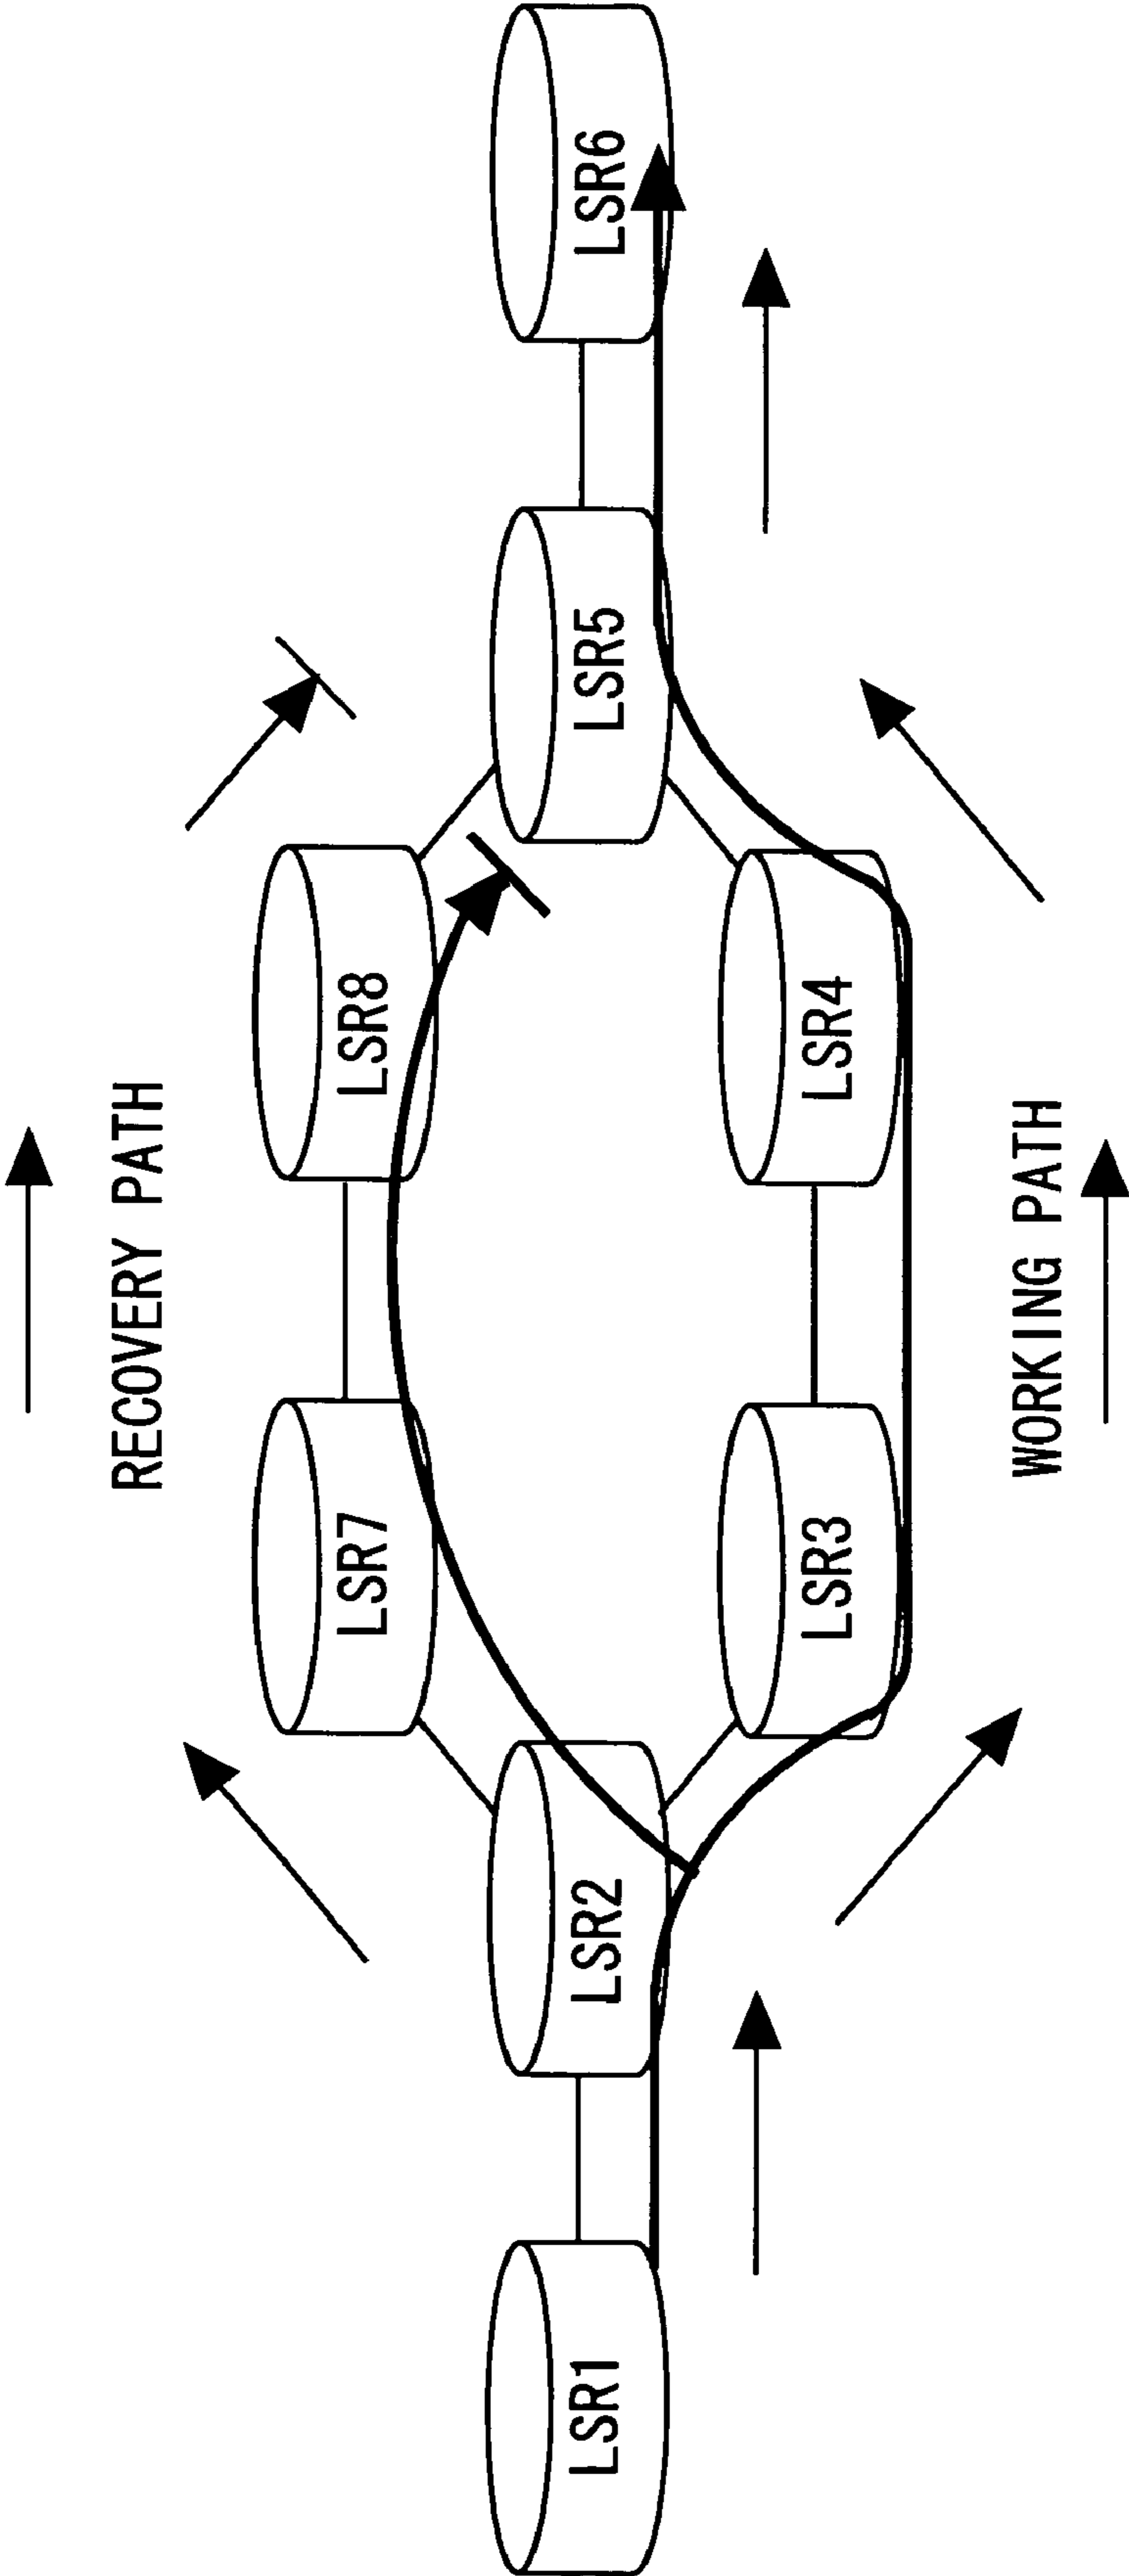 RECOVERY PATH
LSR7
LSR8
LSR1
LSR2
LSR5
LSR6
LSR3
LSR4
WORKING PATH